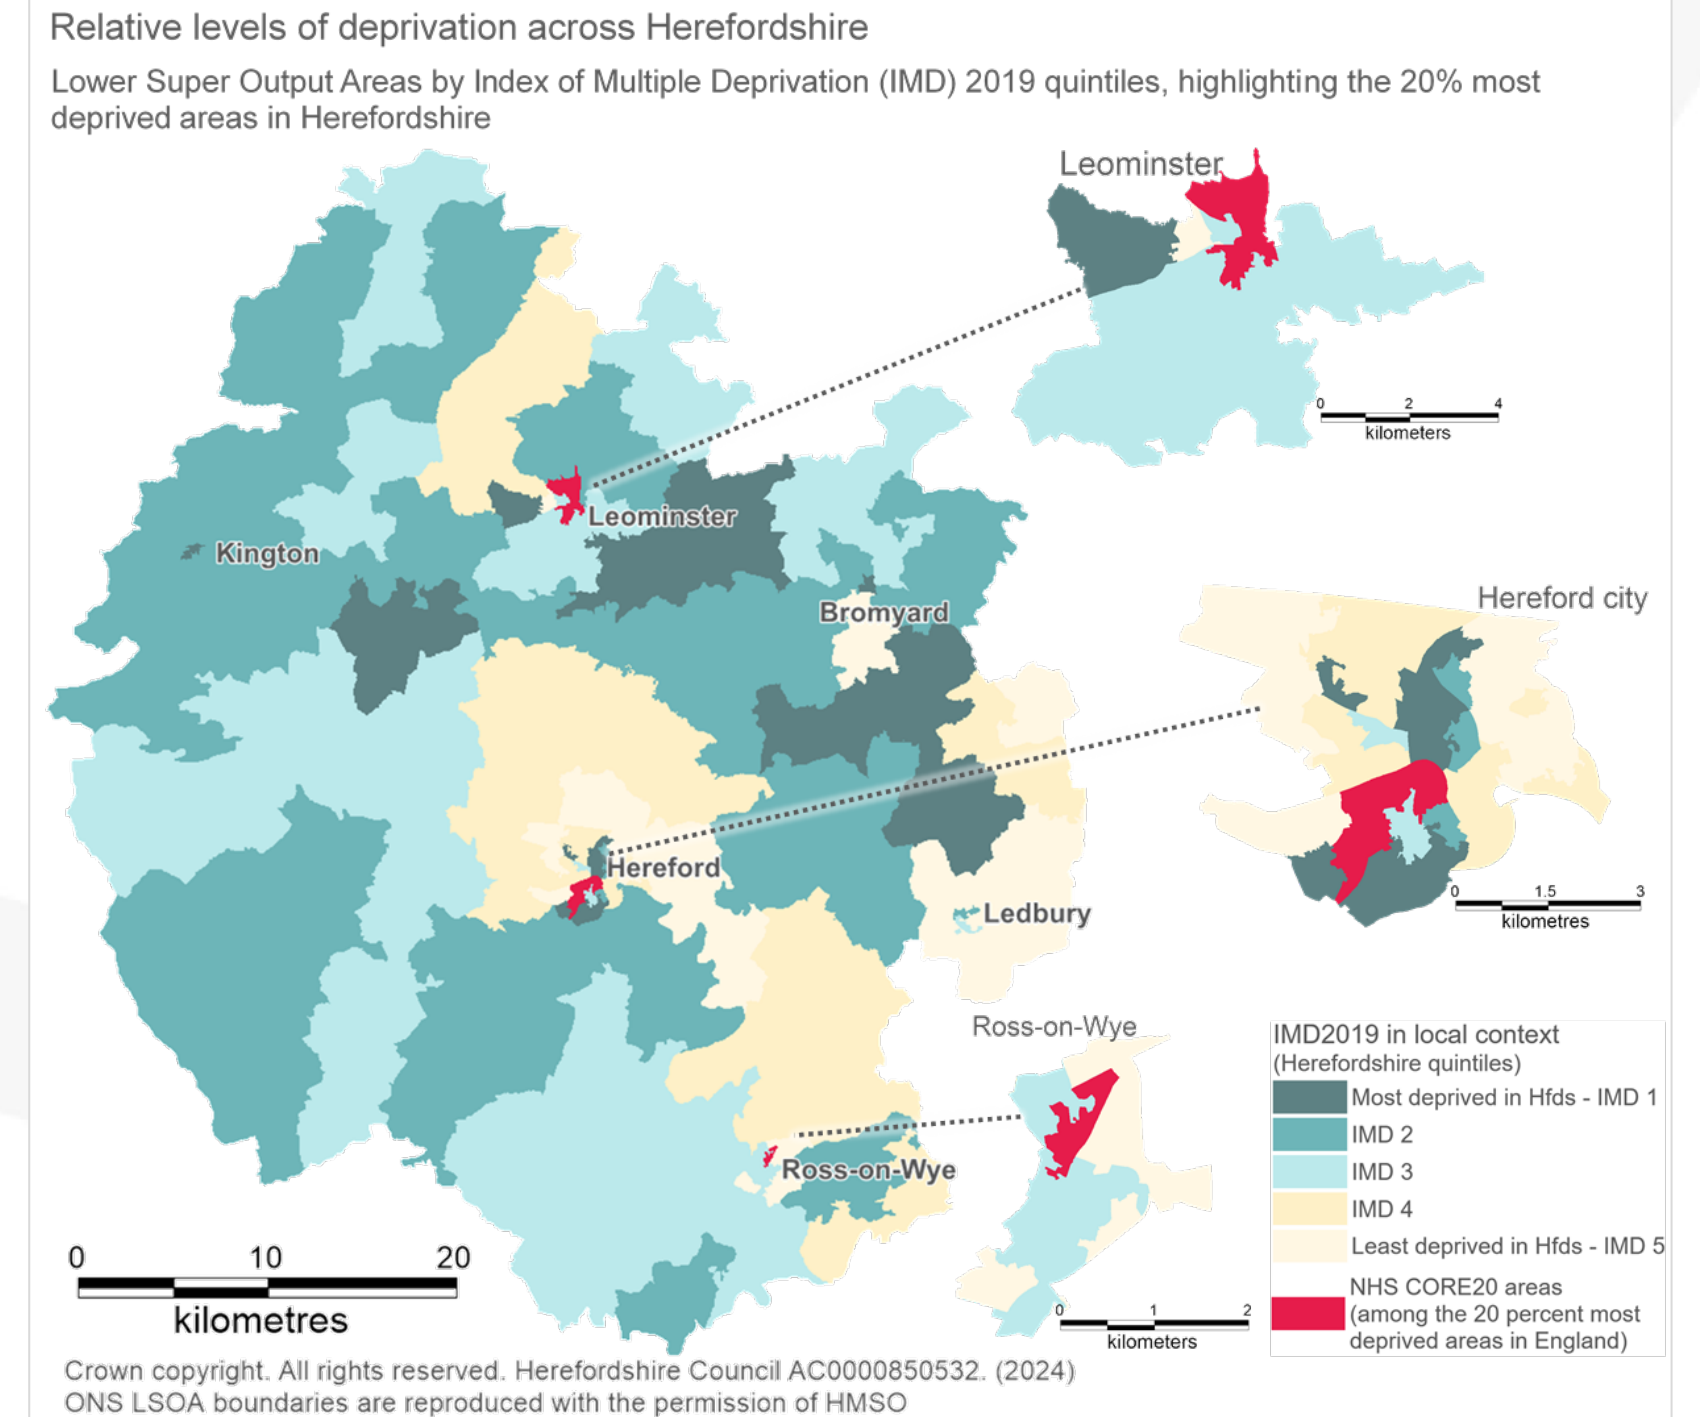 Relative levels of deprivation across Herefordshire
Lower Super Output Areas by Index of Multiple Deprivation (IMD) 2019 quintiles, highlighting the 20% most
deprived areas in Herefordshire
Leominster
0 2 4
kilometers
Leominster
Kington
Bromyard
Hereford city
Hereford
0 1.5 3
kilometres
Ledbury
Ross-on-Wye
Ross-on-Wye
0 1 2
kilometers
IMD2019 in local context
(Herefordshire quintiles)
Most deprived in Hfds - IMD 1
IMD 2
IMD 3
IMD 4
Least deprived in Hfds - IMD 5
NHS CORE20 areas
(among the 20 percent most
deprived areas in England)
0 10 20
kilometres
Crown copyright. All rights reserved. Herefordshire Council AC0000850532. (2024)
ONS LSOA boundaries are reproduced with the permission of HMSO